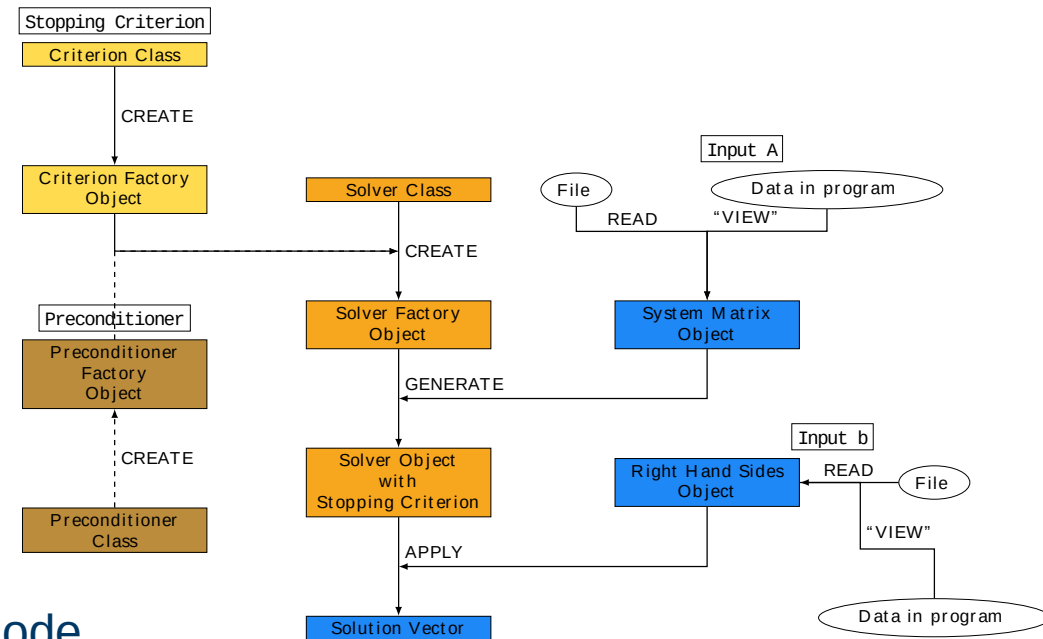 Stopping Criterion
Criterion Class
CREATE
Criterion Factory
Object
Preconditioner
Preconditioner
Factory
Object
CREATE
Preconditioner
Class
Solver Class
CREATE
Solver Factory
Object
GENERATE
Solver Object
with
Stopping Criterion
APPLY
Solution Vector
Input A
File
Data in program
READ
“VIEW”
System Matrix
Object
Input b
Right Hand Sides
Object
READ
File
“VIEW”
Data in program